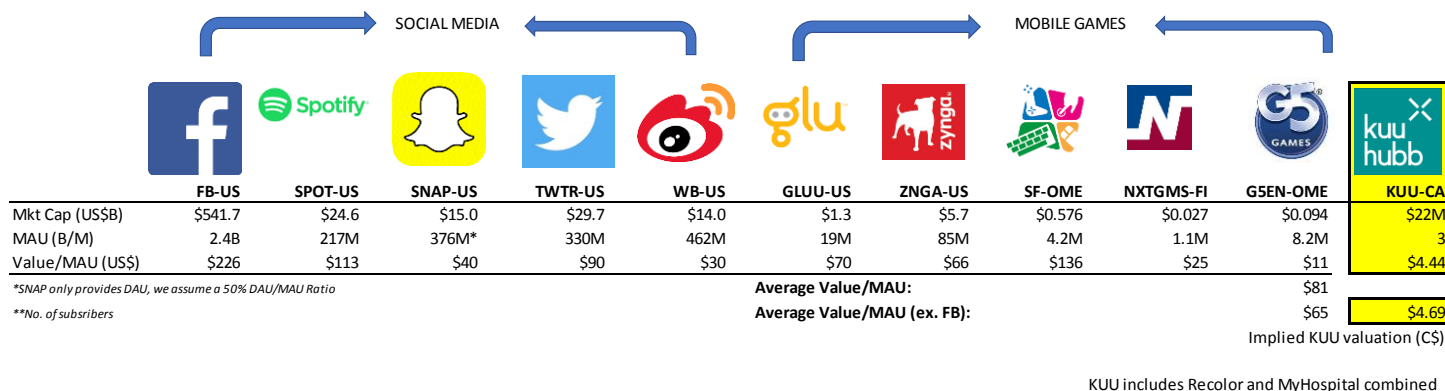 SOCIAL MEDIA MOBILE GAMES
Spotify glu zynga N G5 GAMES kuu hubb
FB-US SPOT-US SNAP-US TWTR-US WB-US GLUU-US ZNGA-US SF-OME NXTGMS-FI G5EN-OME KUU-CA
Mkt Cap (US$B) $541.7 $24.6 $15.0 $29.7 $14.0 $1.3 $5.7 $0.576 $0.027 $0.094 $22M
MAU (B/M) 2.4B 217M 376M* 330M 462M 19M 85M 4.2M 1.1M 8.2M 3
Value/MAU (US$) $226 $113 $40 $90 $30 $70 $66 $136 $25 $11 $4.44
*SNAP only provides DAU, we assume a 50% DAU/MAU Ratio Average Value/MAU: $81
**No. of subsribers Average Value/MAU (ex. FB): $65 $4.69
Implied KUU valuation (C$)
KUU includes Recolor and MyHospital combined